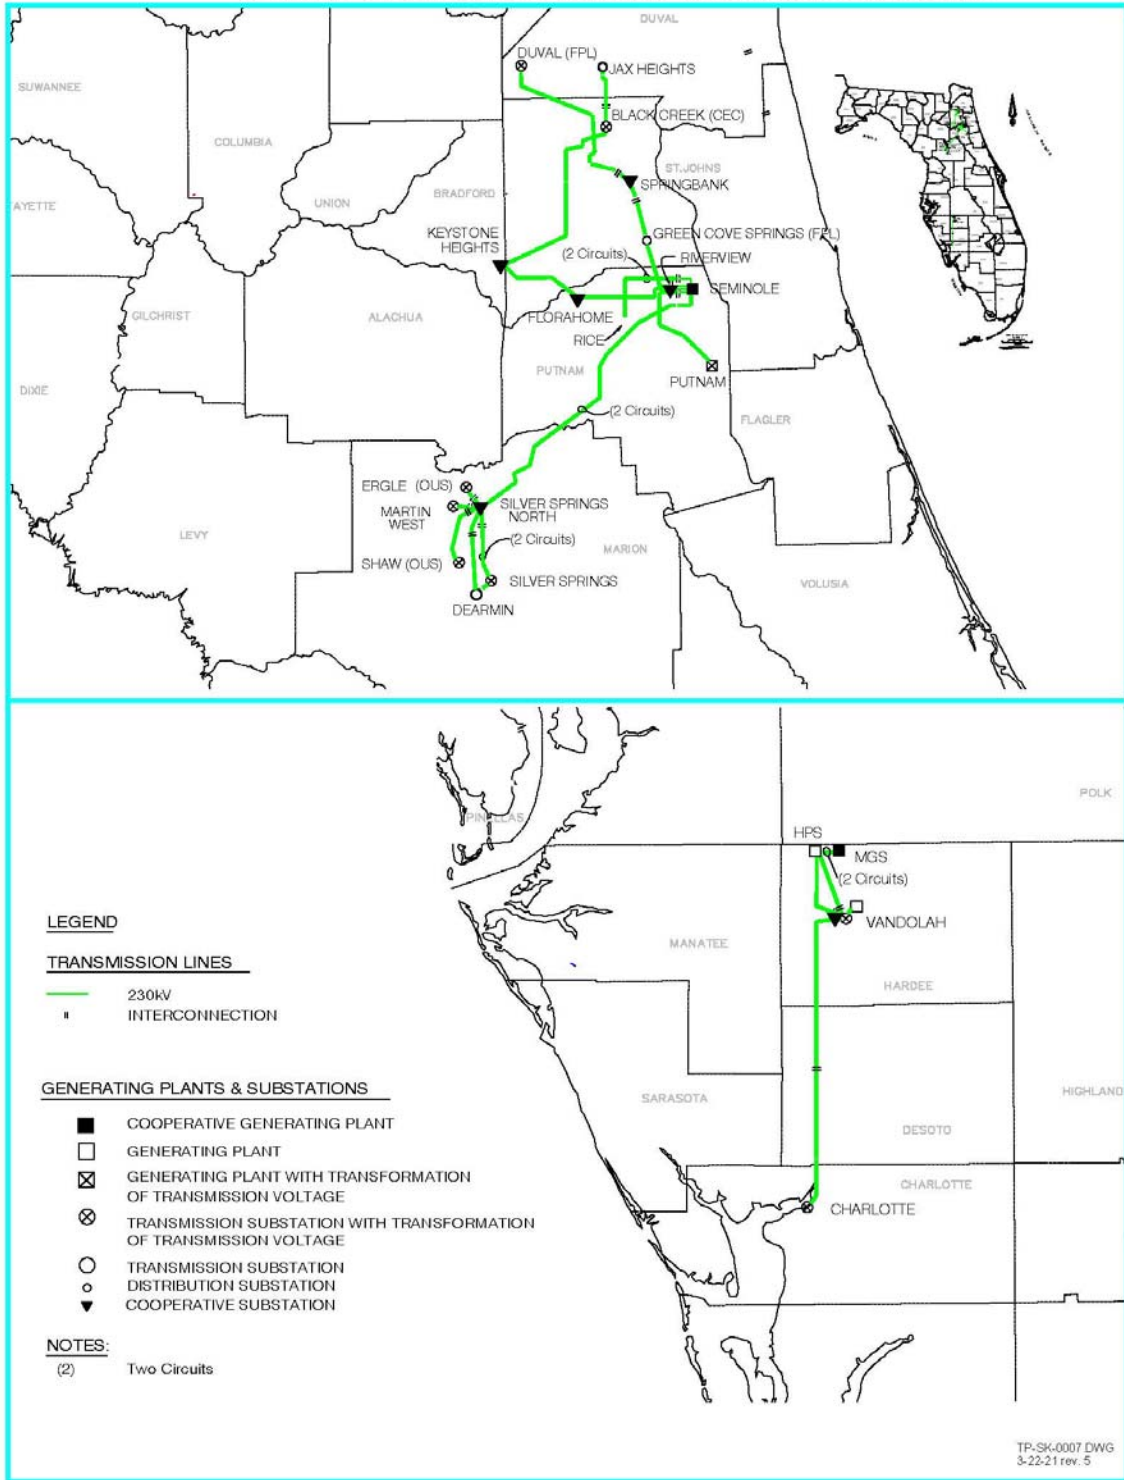 DUVAL
DUVAL (FPL)
JAX HEIGHTS
SUWANNEE
BLACK CREEK (CEC)
COLUMBIA
ST.JOHNS
SPRINGBANK
BRADFORD
UNION
AYETTE
KEYSTONE
HEIGHTS
GREEN COVE SPRINGS (FPL)
(2 Circuits)
RIVERVIEW
SEMINOLE
GILCHRIST
ALACHUA
FLORAHOME
RICE
PUTNAM
PUTNAM
DIXIE
(2 Circuits)
FLAGLER
ERGLE (OUS)
MARTIN
WEST
SILVER SPRINGS
NORTH
LEVY
(2 Circuits)
MARION
SHAW (OUS)
SILVER SPRINGS
VOLUSIA
DEARMIN
POLK
PINELLAS
HPS
MGS
(2 Circuits)
VANDOLAH
MANATEE
HARDEE
SARASOTA
HIGHLAND
DESOTO
CHARLOTTE
CHARLOTTE
LEGEND
TRANSMISSION LINES
230kV
INTERCONNECTION
GENERATING PLANTS & SUBSTATIONS
COOPERATIVE GENERATING PLANT
GENERATING PLANT
GENERATING PLANT WITH TRANSFORMATION
OF TRANSMISSION VOLTAGE
TRANSMISSION SUBSTATION WITH TRANSFORMATION
OF TRANSMISSION VOLTAGE
TRANSMISSION SUBSTATION
DISTRIBUTION SUBSTATION
COOPERATIVE SUBSTATION
NOTES:
(2) Two Circuits
TP-SK-0007 DWG
3-22-21 rev. 5